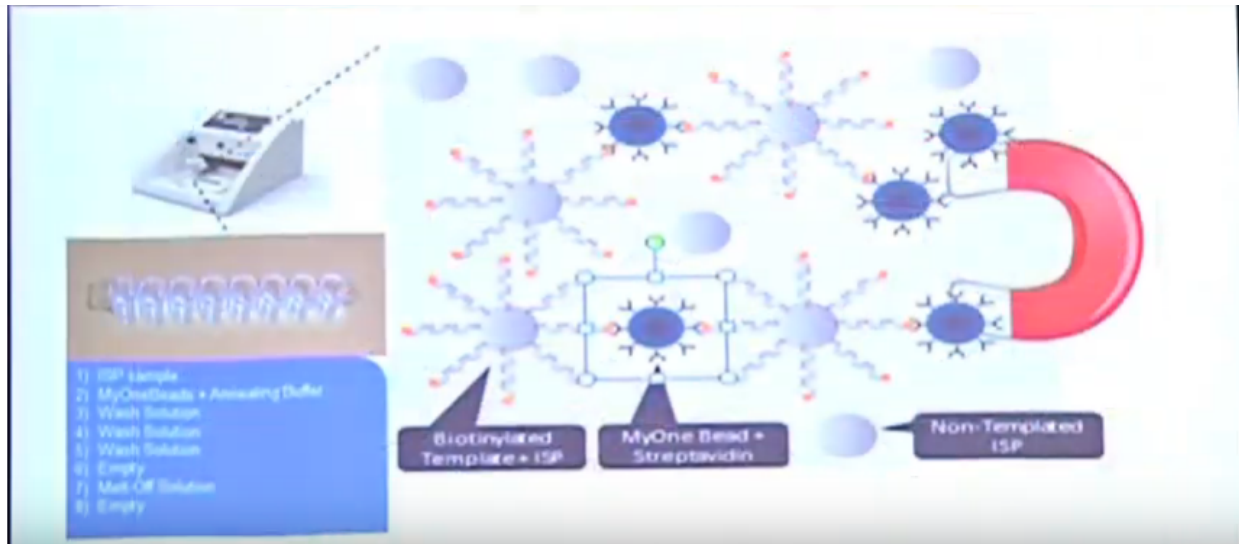 1) ISP sample
2) MyOneBeads + Annealing Buffer
3) Wash Solution
4) Wash Solution
5) Wash Solution
6) Empty
7) Melt-Off Solution
8) Empty
Biotinylated
Template + ISP
MyOne Bead +
Streptavidin
Non-Templated
ISP